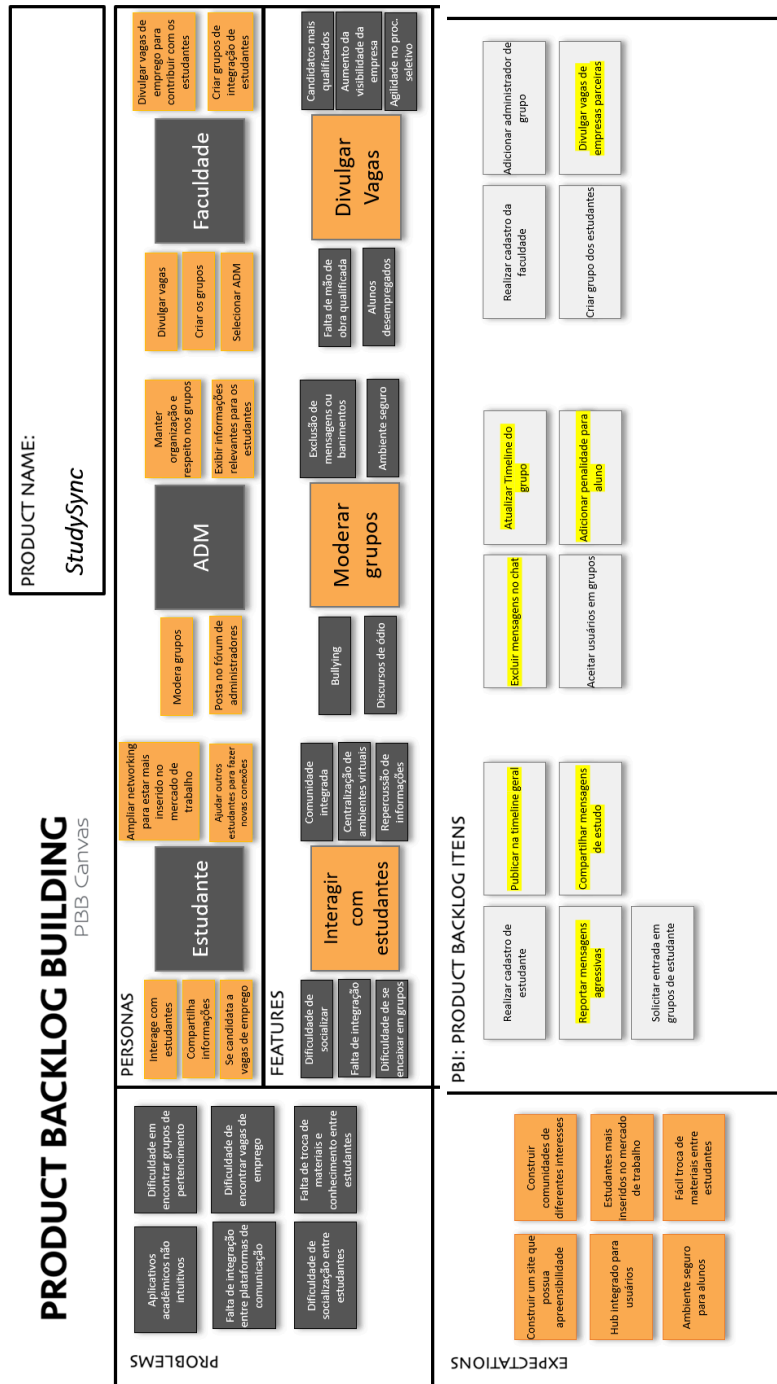 PRODUCT BACKLOG BUILDING
PBB Canvas
PRODUCT NAME:
StudySync
PROBLEMS
Aplicativos
acadêmicos não
intuitivos
Dificuldade em
encontrar grupos de
pertencimento
Falta de integração
entre plataformas de
comunicação
Dificuldade de
encontrar vagas de
emprego
Dificuldade de
socialização entre
estudantes
Falta de troca de
materiais e
conhecimento entre
estudantes
PERSONAS
Interage com
estudantes
Compartilha
informações
Se candidata a
vagas de emprego
Estudante
Ampliar networking
para estar mais
inserido no
mercado de
trabalho
Ajudar outros
estudantes para fazer
novas conexões
Modera grupos
Posta no fórum de
administradores
ADM
Manter
organização e
respeito nos grupos
Exibir informações
relevantes para os
estudantes
Divulgar vagas
Criar os grupos
Selecionar ADM
Faculdade
Divulgar vagas de
emprego para
contribuir com os
estudantes
Criar grupos de
integração de
estudantes
FEATURES
Dificuldade de
socializar
Falta de integração
Dificuldade de se
encaixar em grupos
Interagir
com
estudantes
Comunidade
integrada
Centralização de
ambientes virtuais
Repercussão de
informações
Bullying
Discursos de ódio
Moderar
grupos
Exclusão de
mensagens ou
banimentos
Ambiente seguro
Falta de mão de
obra qualificada
Alunos
desempregados
Divulgar
Vagas
Candidatos mais
qualificados
Aumento da
visibilidade da
empresa
Agilidade no proc.
seletivo
EXPECTATIONS
Construir um site que
possua
apreensibilidade
Construir
comunidades de
diferentes interesses
Hub integrado para
usuários
Estudantes mais
inseridos no mercado
de trabalho
Ambiente seguro
para alunos
Fácil troca de
materiais entre
estudantes
PBI: PRODUCT BACKLOG ITENS
Realizar cadastro de
estudante
Publicar na timeline geral
Reportar mensagens
agressivas
Compartilhar mensagens
de estudo
Solicitar entrada em
grupos de estudante
Excluir mensagens no chat
Atualizar Timeline do
grupo
Aceitar usuários em grupos
Adicionar penalidade para
aluno
Realizar cadastro da
faculdade
Adicionar administrador de
grupo
Criar grupo dos estudantes
Divulgar vagas de
empresas parceiras